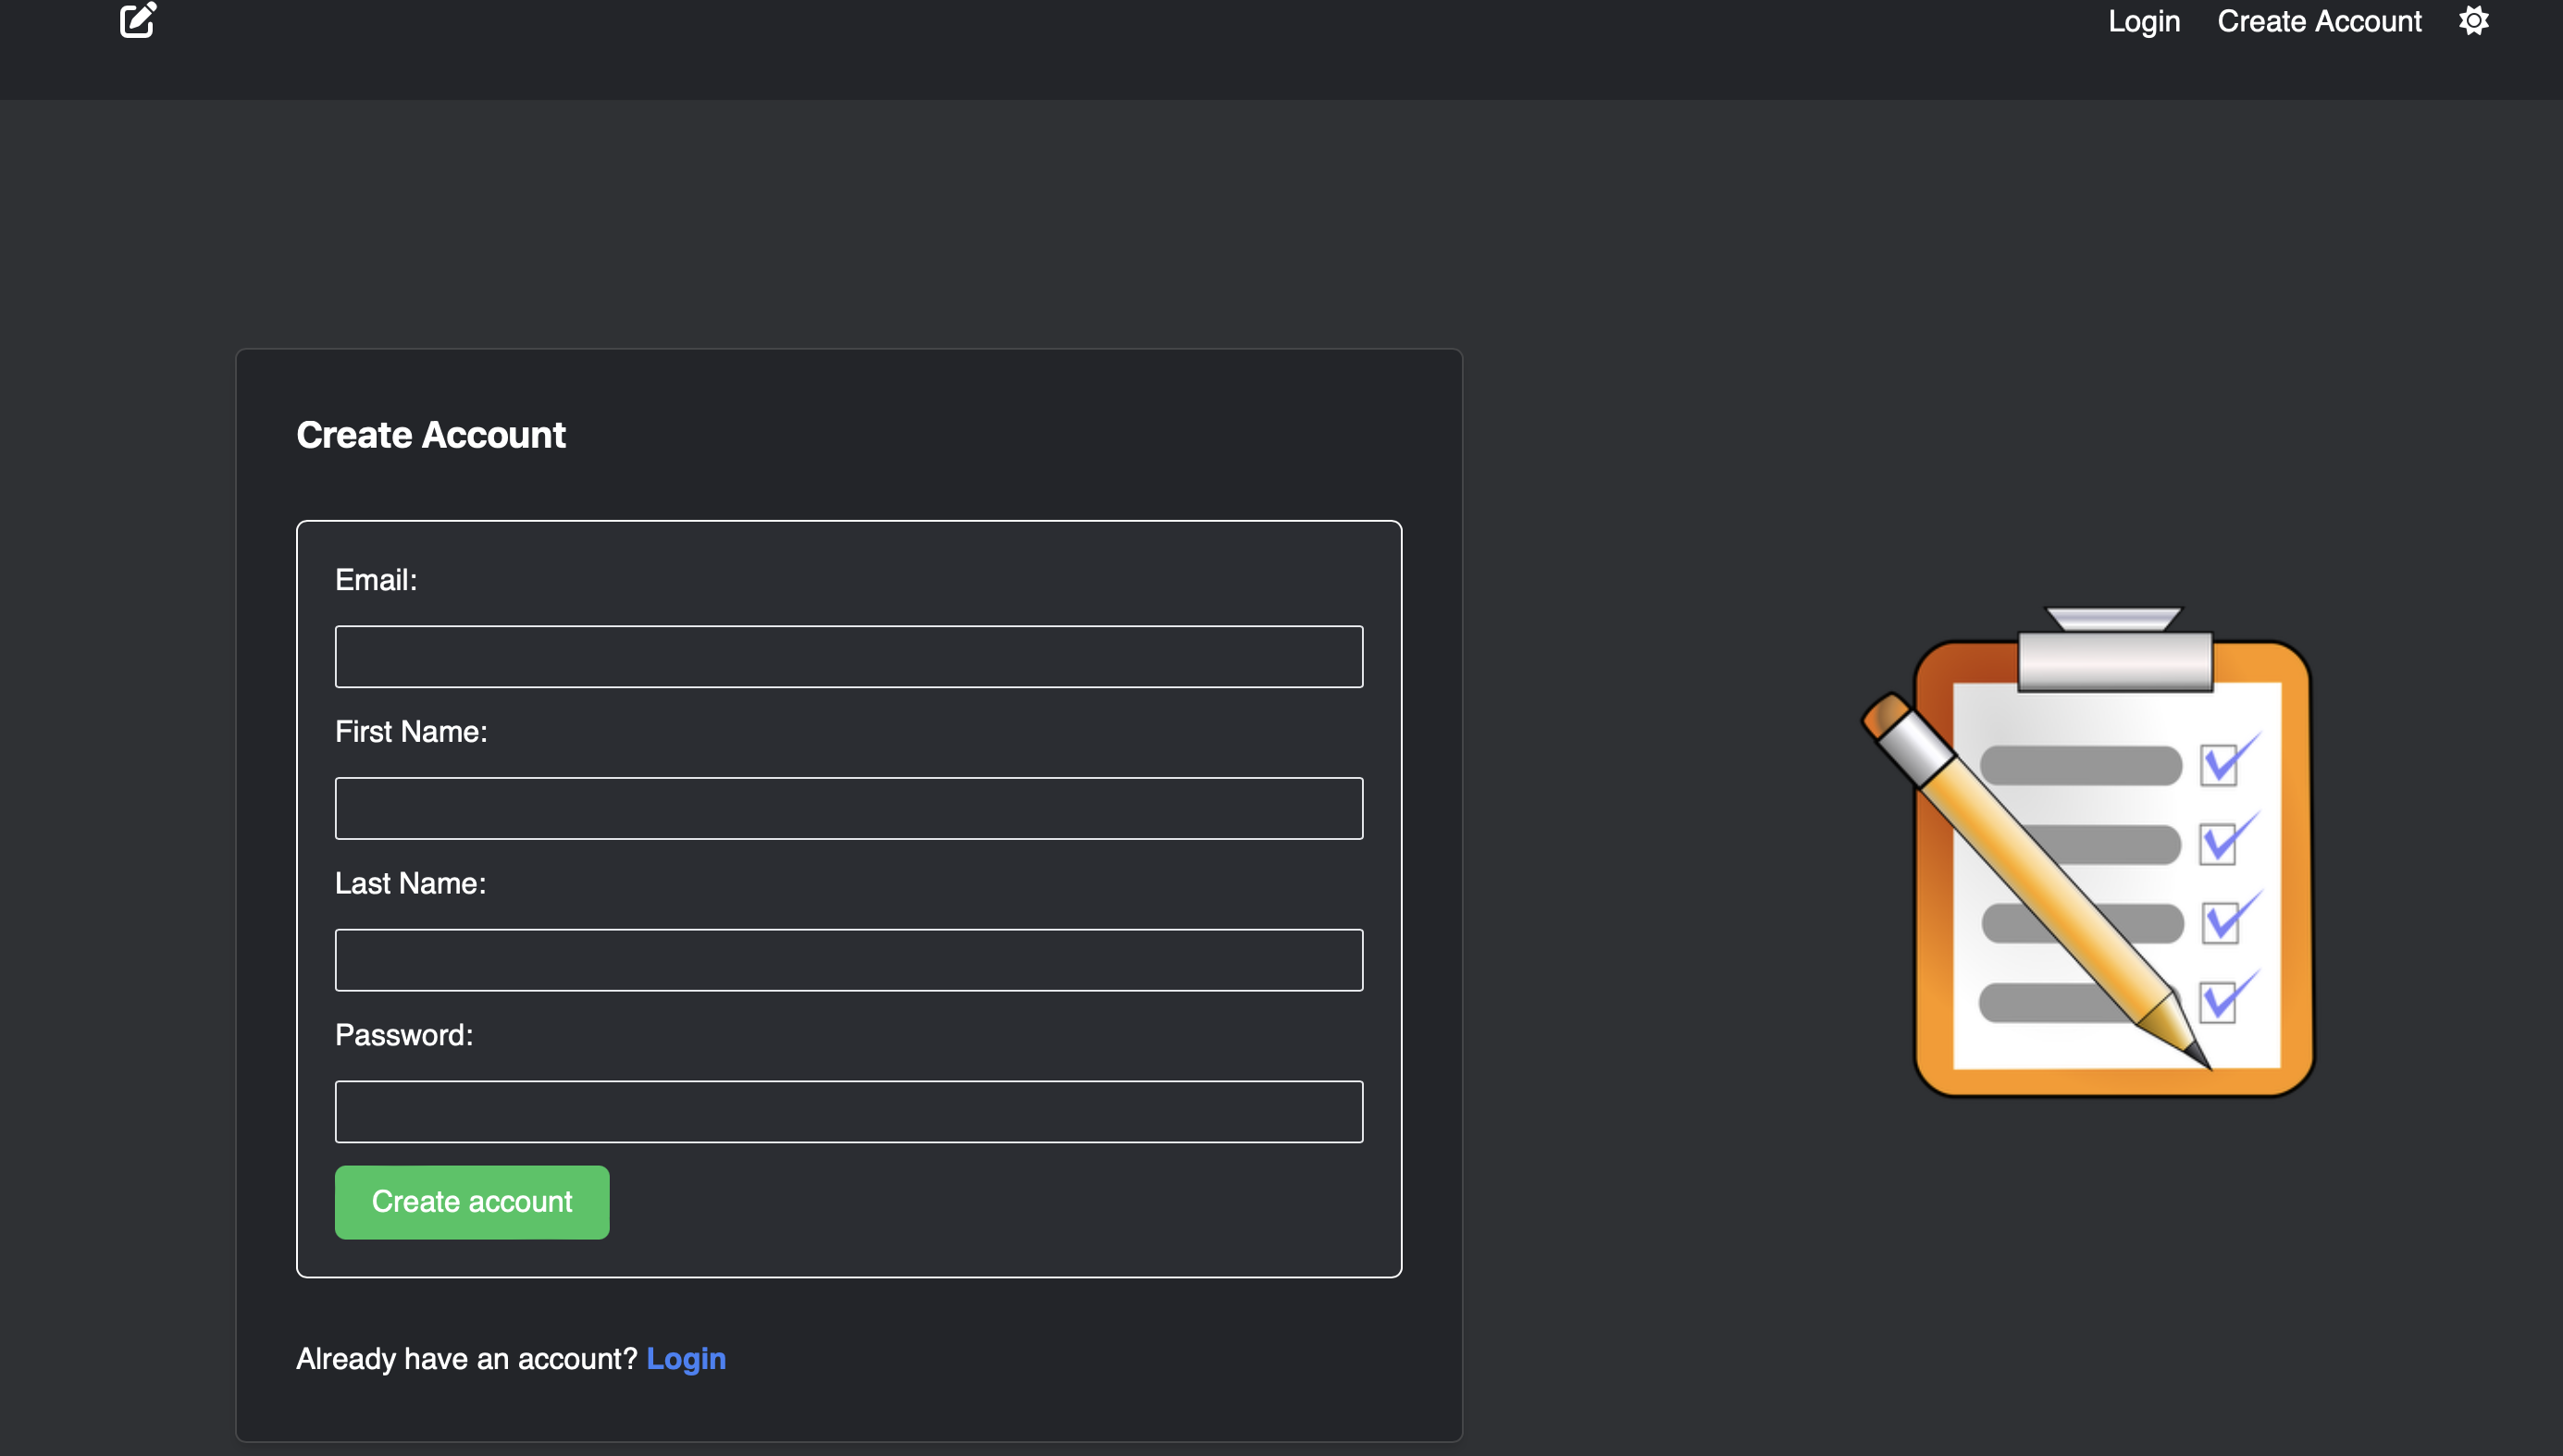 Login Create Account
Create Account
Email:
First Name:
Last Name:
Password:
Create account
Already have an account? Login